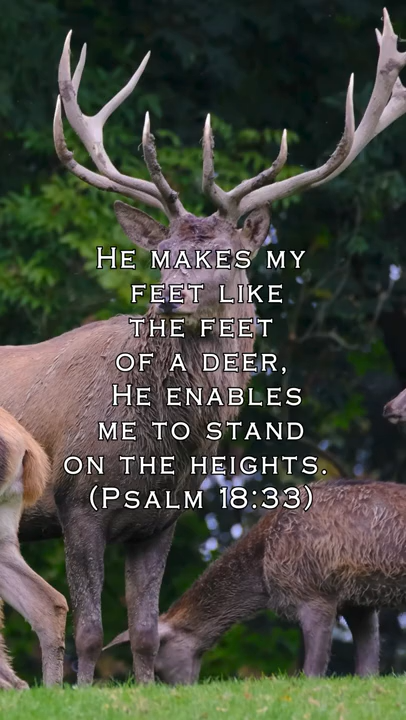 He makes my
feet like
the feet
of a deer,
He enables
me to stand
on the heights.
(Psalm 18:33)